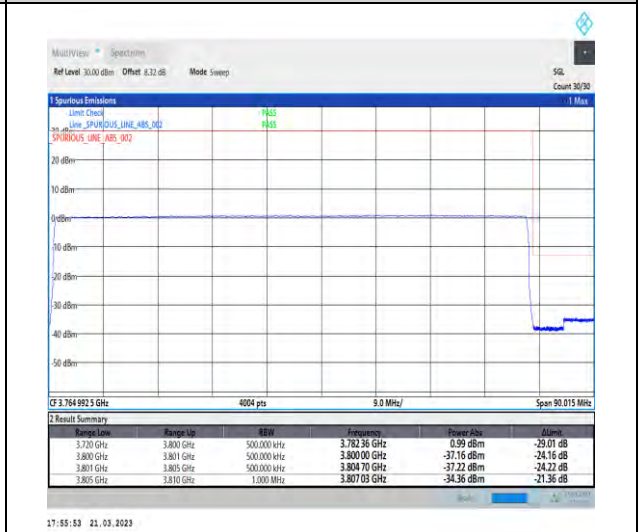 MultiView Spectrum
Ref Level 30.00 dBm Offset 8.32 dB Mode Sweep SGL
Count 30/30
1 Spurious Emissions 1 Max
Limit Check PASS
Line _SPURIOUS_LINE_ABS_002 PASS
_SPURIOUS_LINE_ABS_002
20 dBm
10 dBm
0 dBm
-10 dBm
-20 dBm
-30 dBm
-40 dBm
-50 dBm
CF 3.764 992 5 GHz 4004 pts 9.0 MHz/ Span 90.015 MHz
2 Result Summary
Range Low Range Up RBW Frequency Power Abs ΔLimit
3.720 GHz 3.800 GHz 500.000 kHz 3.782 36 GHz 0.99 dBm -29.01 dB
3.800 GHz 3.801 GHz 500.000 kHz 3.800 00 GHz -37.16 dBm -24.16 dB
3.801 GHz 3.805 GHz 500.000 kHz 3.804 70 GHz -37.22 dBm -24.22 dB
3.805 GHz 3.810 GHz 1.000 MHz 3.807 03 GHz -34.36 dBm -21.36 dB
17:55:53 21.03.2023